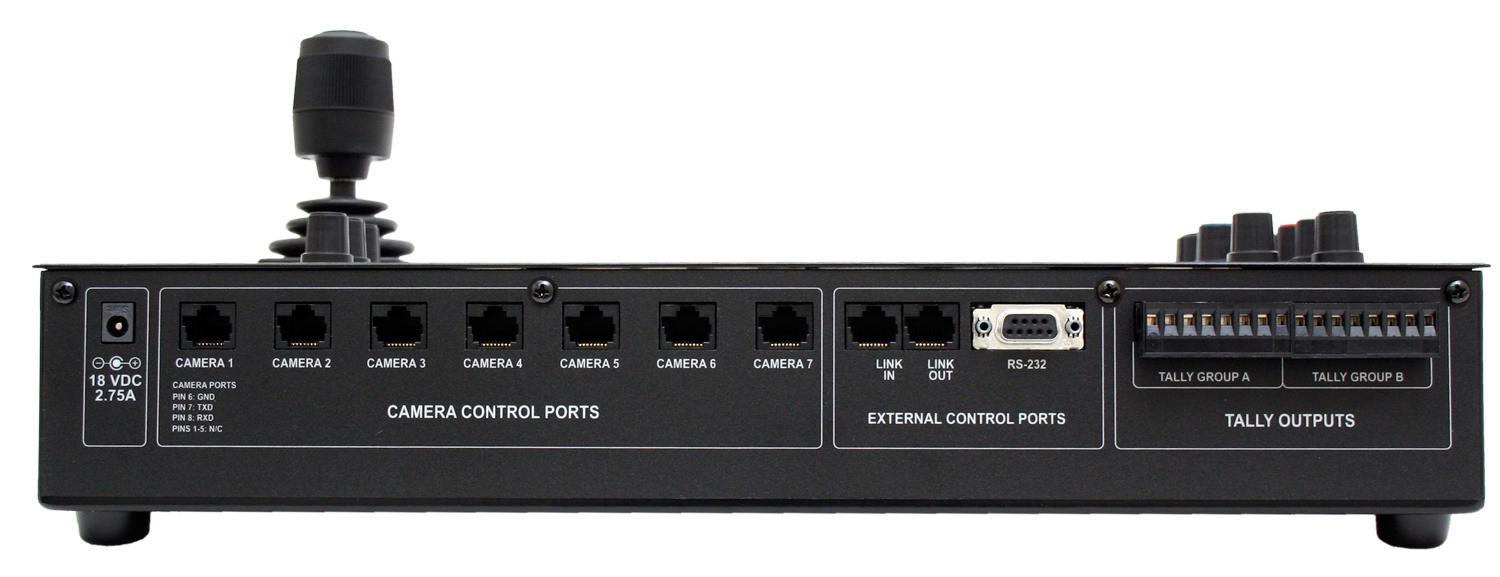 18 VDC
2.75A
CAMERA 1
CAMERA 2
CAMERA 3
CAMERA 4
CAMERA 5
CAMERA 6
CAMERA 7
CAMERA PORTS
PIN 6: GND
PIN 7: TXD
PIN 8: RXD
PINS 1-5: N/C
CAMERA CONTROL PORTS
LINK
IN
LINK
OUT
RS-232
EXTERNAL CONTROL PORTS
TALLY GROUP A
TALLY GROUP B
TALLY OUTPUTS